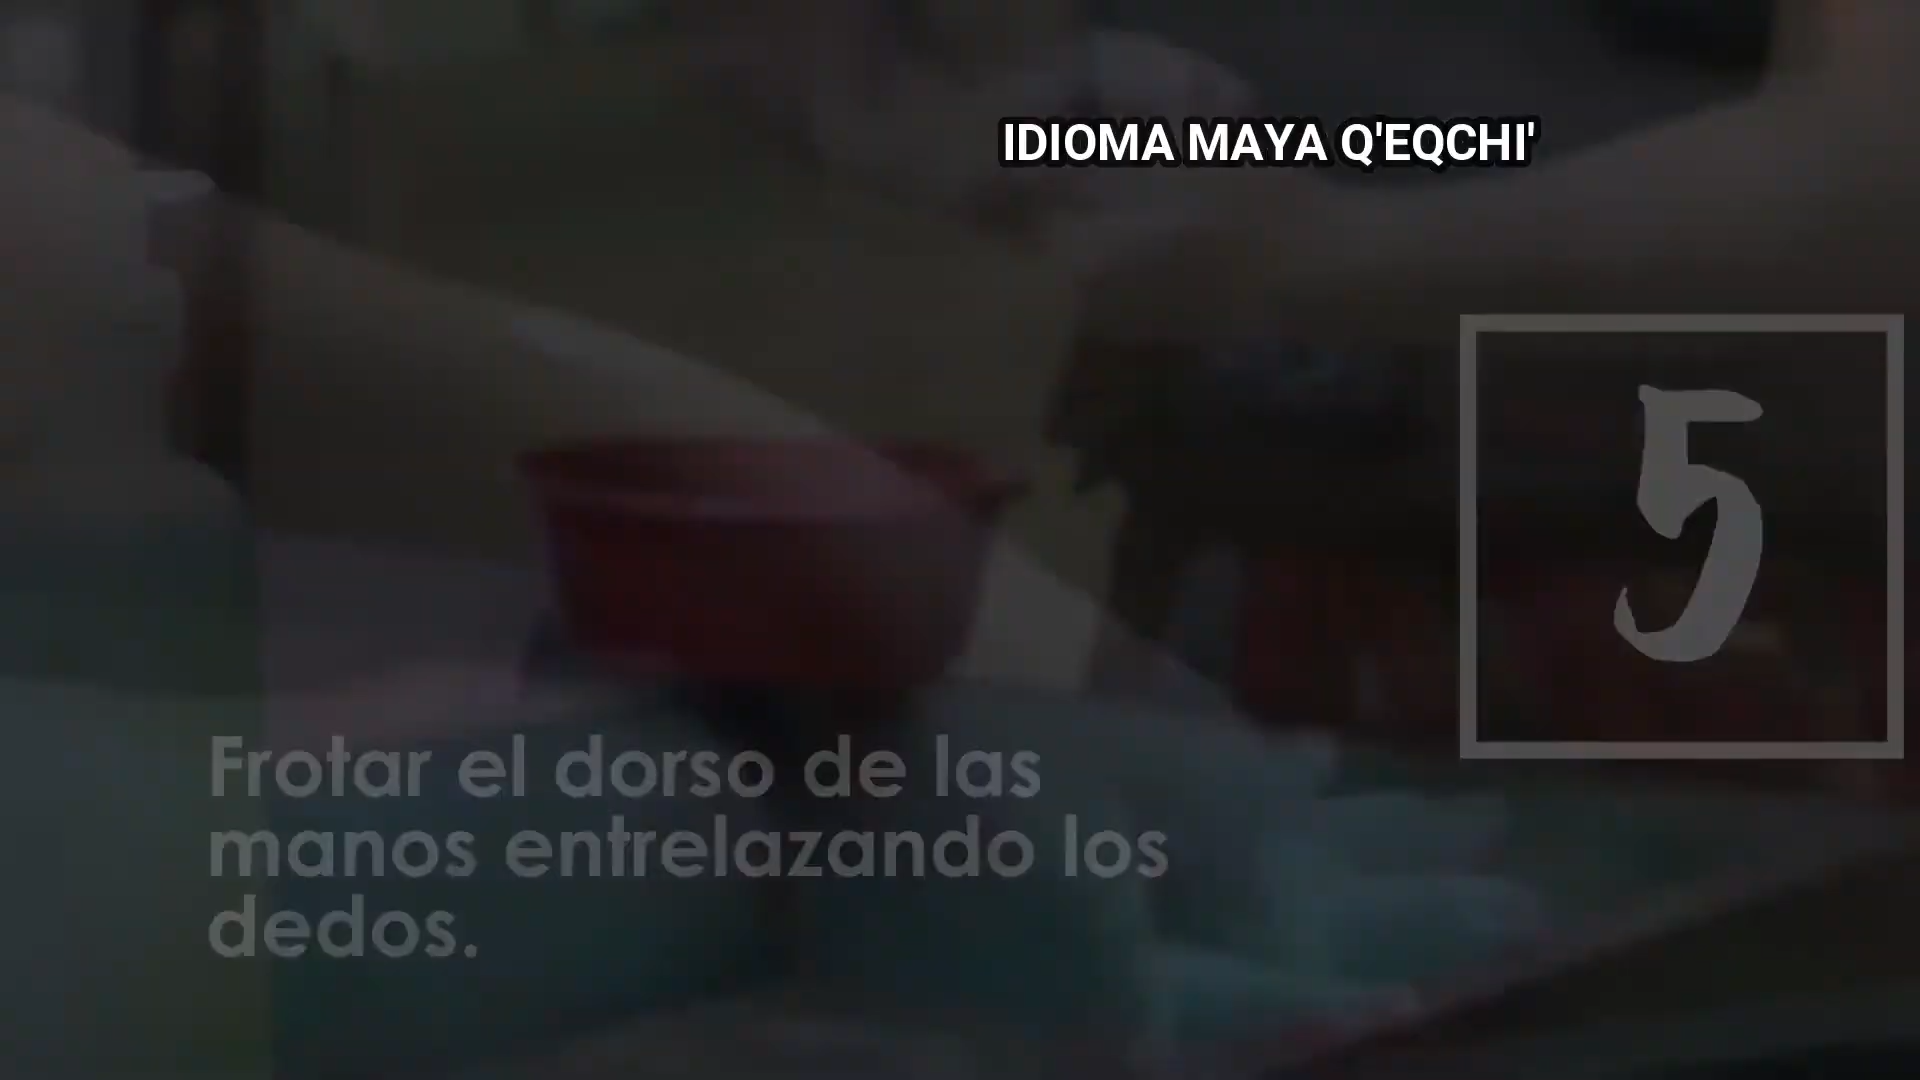 IDIOMA MAYA Q'EQCHI'
5
Frotar el dorso de las
manos entrelazando los
dedos.